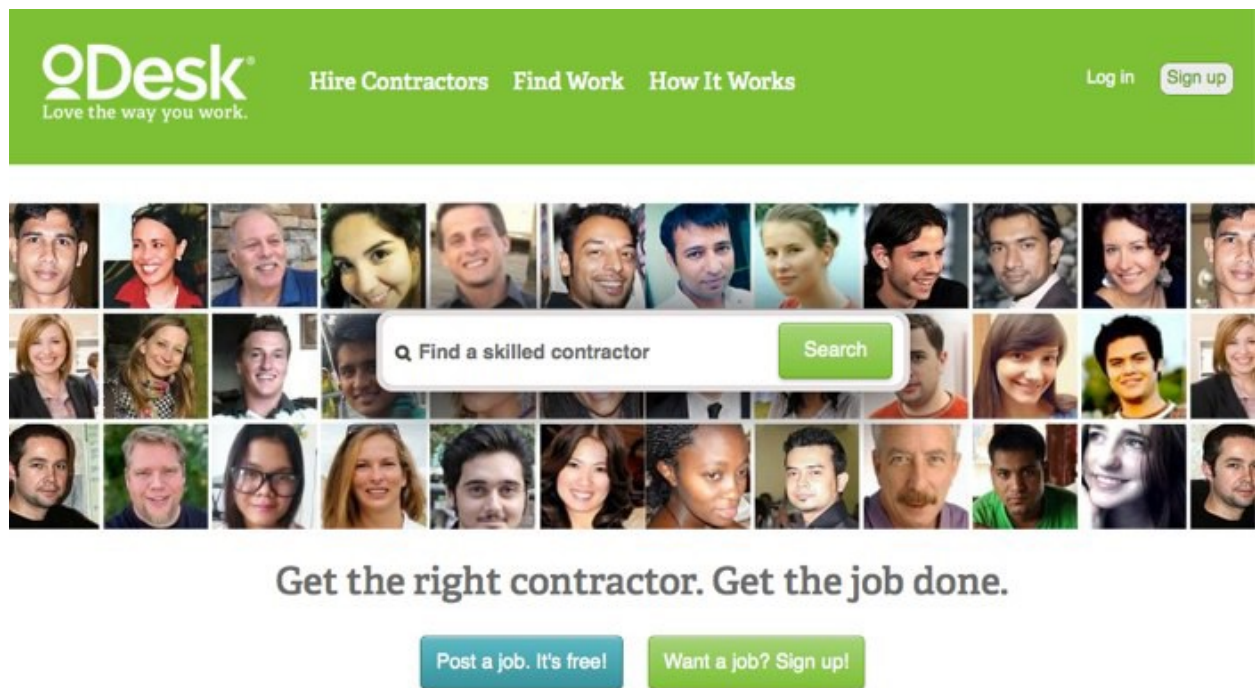 oDesk®
Love the way you work.
Hire Contractors Find Work How It Works
Log in Sign up
Find a skilled contractor Search
Get the right contractor. Get the job done.
Post a job. It's free! Want a job? Sign up!